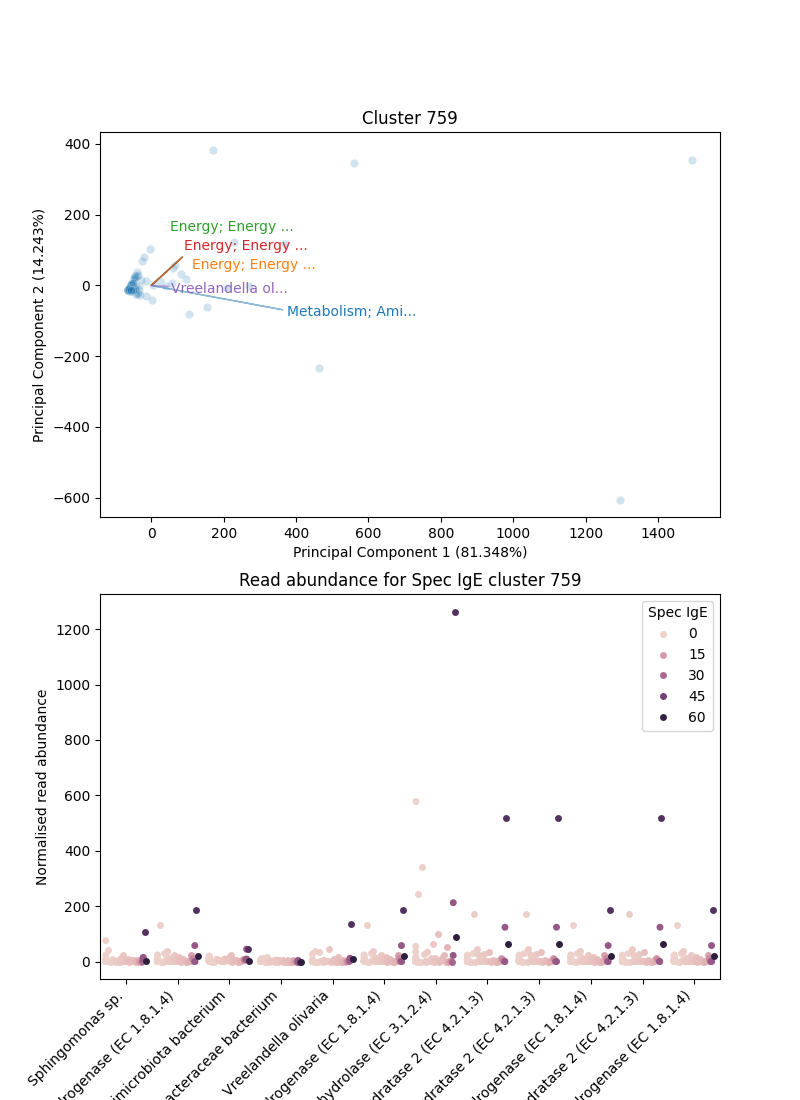 Cluster 759
400
200
0
−200
−400
−600
Principal Component 2 (14.243%)
Energy; Energy ...
Energy; Energy ...
Energy; Energy ...
Vreelandella ol...
Metabolism; Ami...
0 200 400 600 800 1000 1200 1400
Principal Component 1 (81.348%)
Read abundance for Spec IgE cluster 759
1200
1000
800
600
400
200
0
Normalised read abundance
Spec IgE
0
15
30
45
60
Sphingomonas sp.
drogenase (EC 1.8.1.4)
imicrobiota bacterium
acteraceae bacterium
Vreelandella olivaria
drogenase (EC 1.8.1.4)
hydrolase (EC 3.1.2.4)
dratase 2 (EC 4.2.1.3)
dratase 2 (EC 4.2.1.3)
drogenase (EC 1.8.1.4)
dratase 2 (EC 4.2.1.3)
drogenase (EC 1.8.1.4)